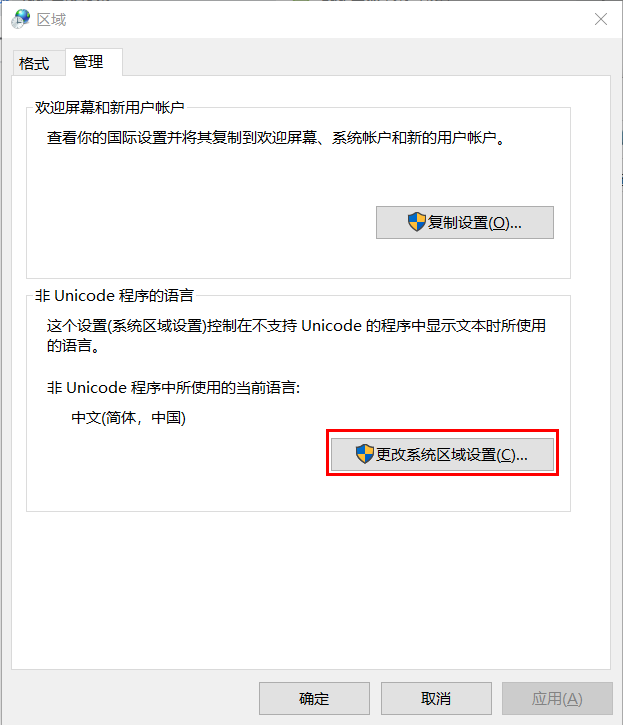 区域
格式
管理
欢迎屏幕和新用户帐户
查看你的国际设置并将其复制到欢迎屏幕、系统帐户和新的用户帐户。
复制设置(O)...
非 Unicode 程序的语言
这个设置(系统区域设置)控制在不支持 Unicode 的程序中显示文本时所使用
的语言。
非 Unicode 程序中所使用的当前语言:
中文(简体，中国)
更改系统区域设置(C)...
确定
取消
应用(A)